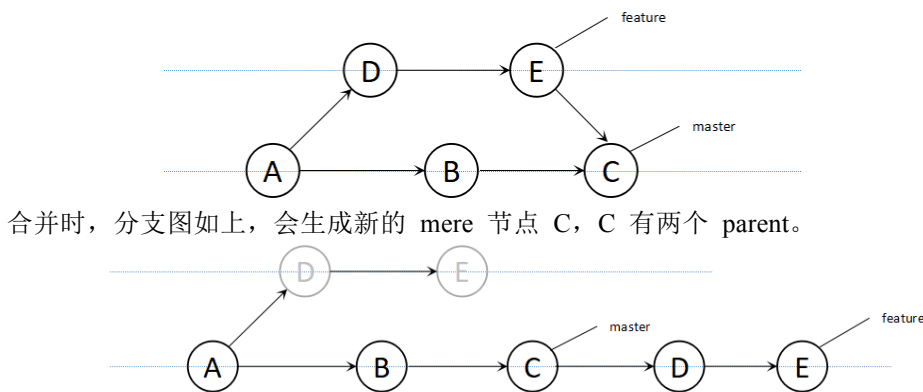 feature
D E
master
A B C
合并时，分支图如上，会生成新的 mere 节点 C，C 有两个 parent。
D E
master feature
A B C D E